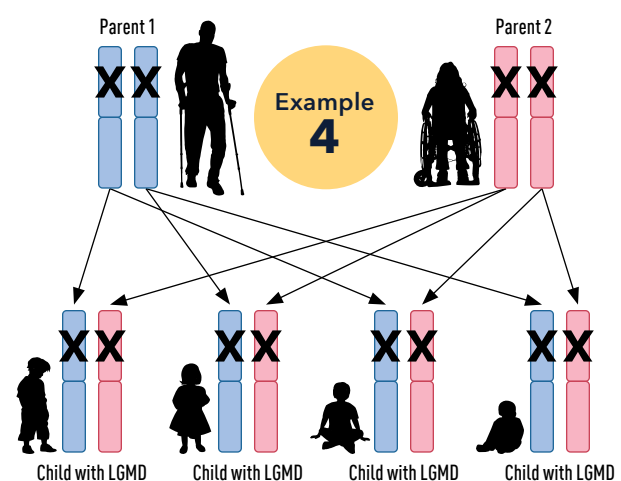 Parent 1
Parent 2
Example
4
X X
X X
X X
X X
X X
X X
Child with LGMD
Child with LGMD
Child with LGMD
Child with LGMD